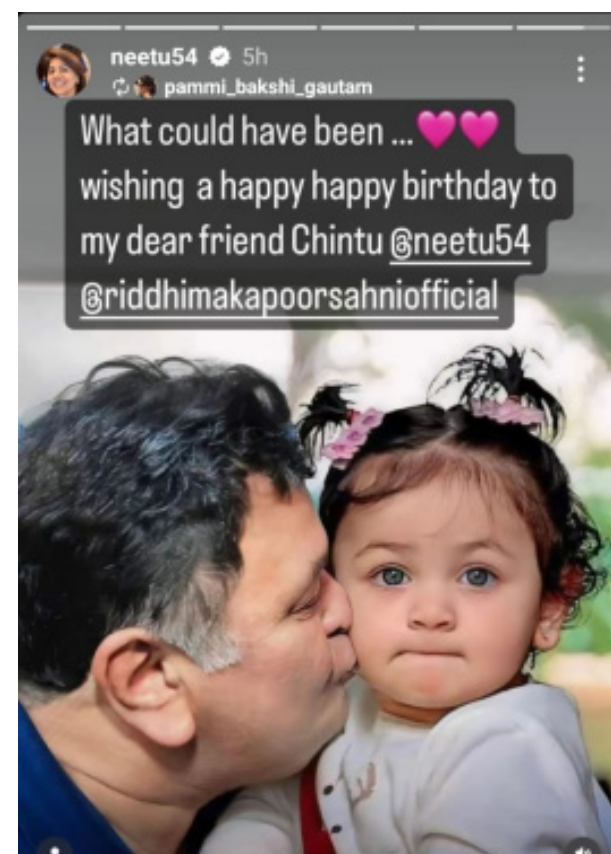 neetu54 5h
pammi_bakshi_gautam
What could have been ...🩷🩷
wishing a happy happy birthday to
my dear friend Chintu @neetu54
@riddhimakapoorsahniofficial